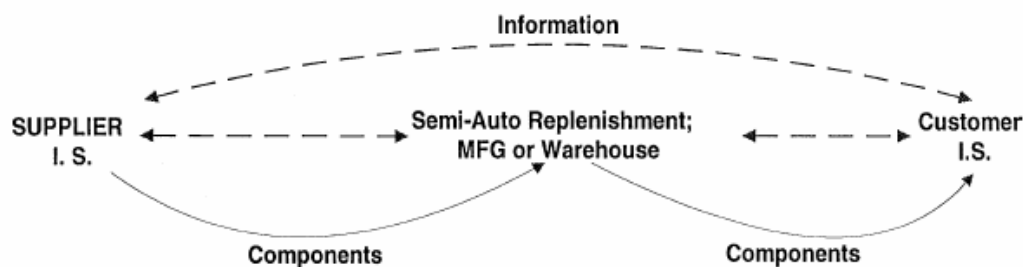 Information
SUPPLIER
I. S.
Semi-Auto Replenishment;
MFG or Warehouse
Customer
I.S.
Components
Components